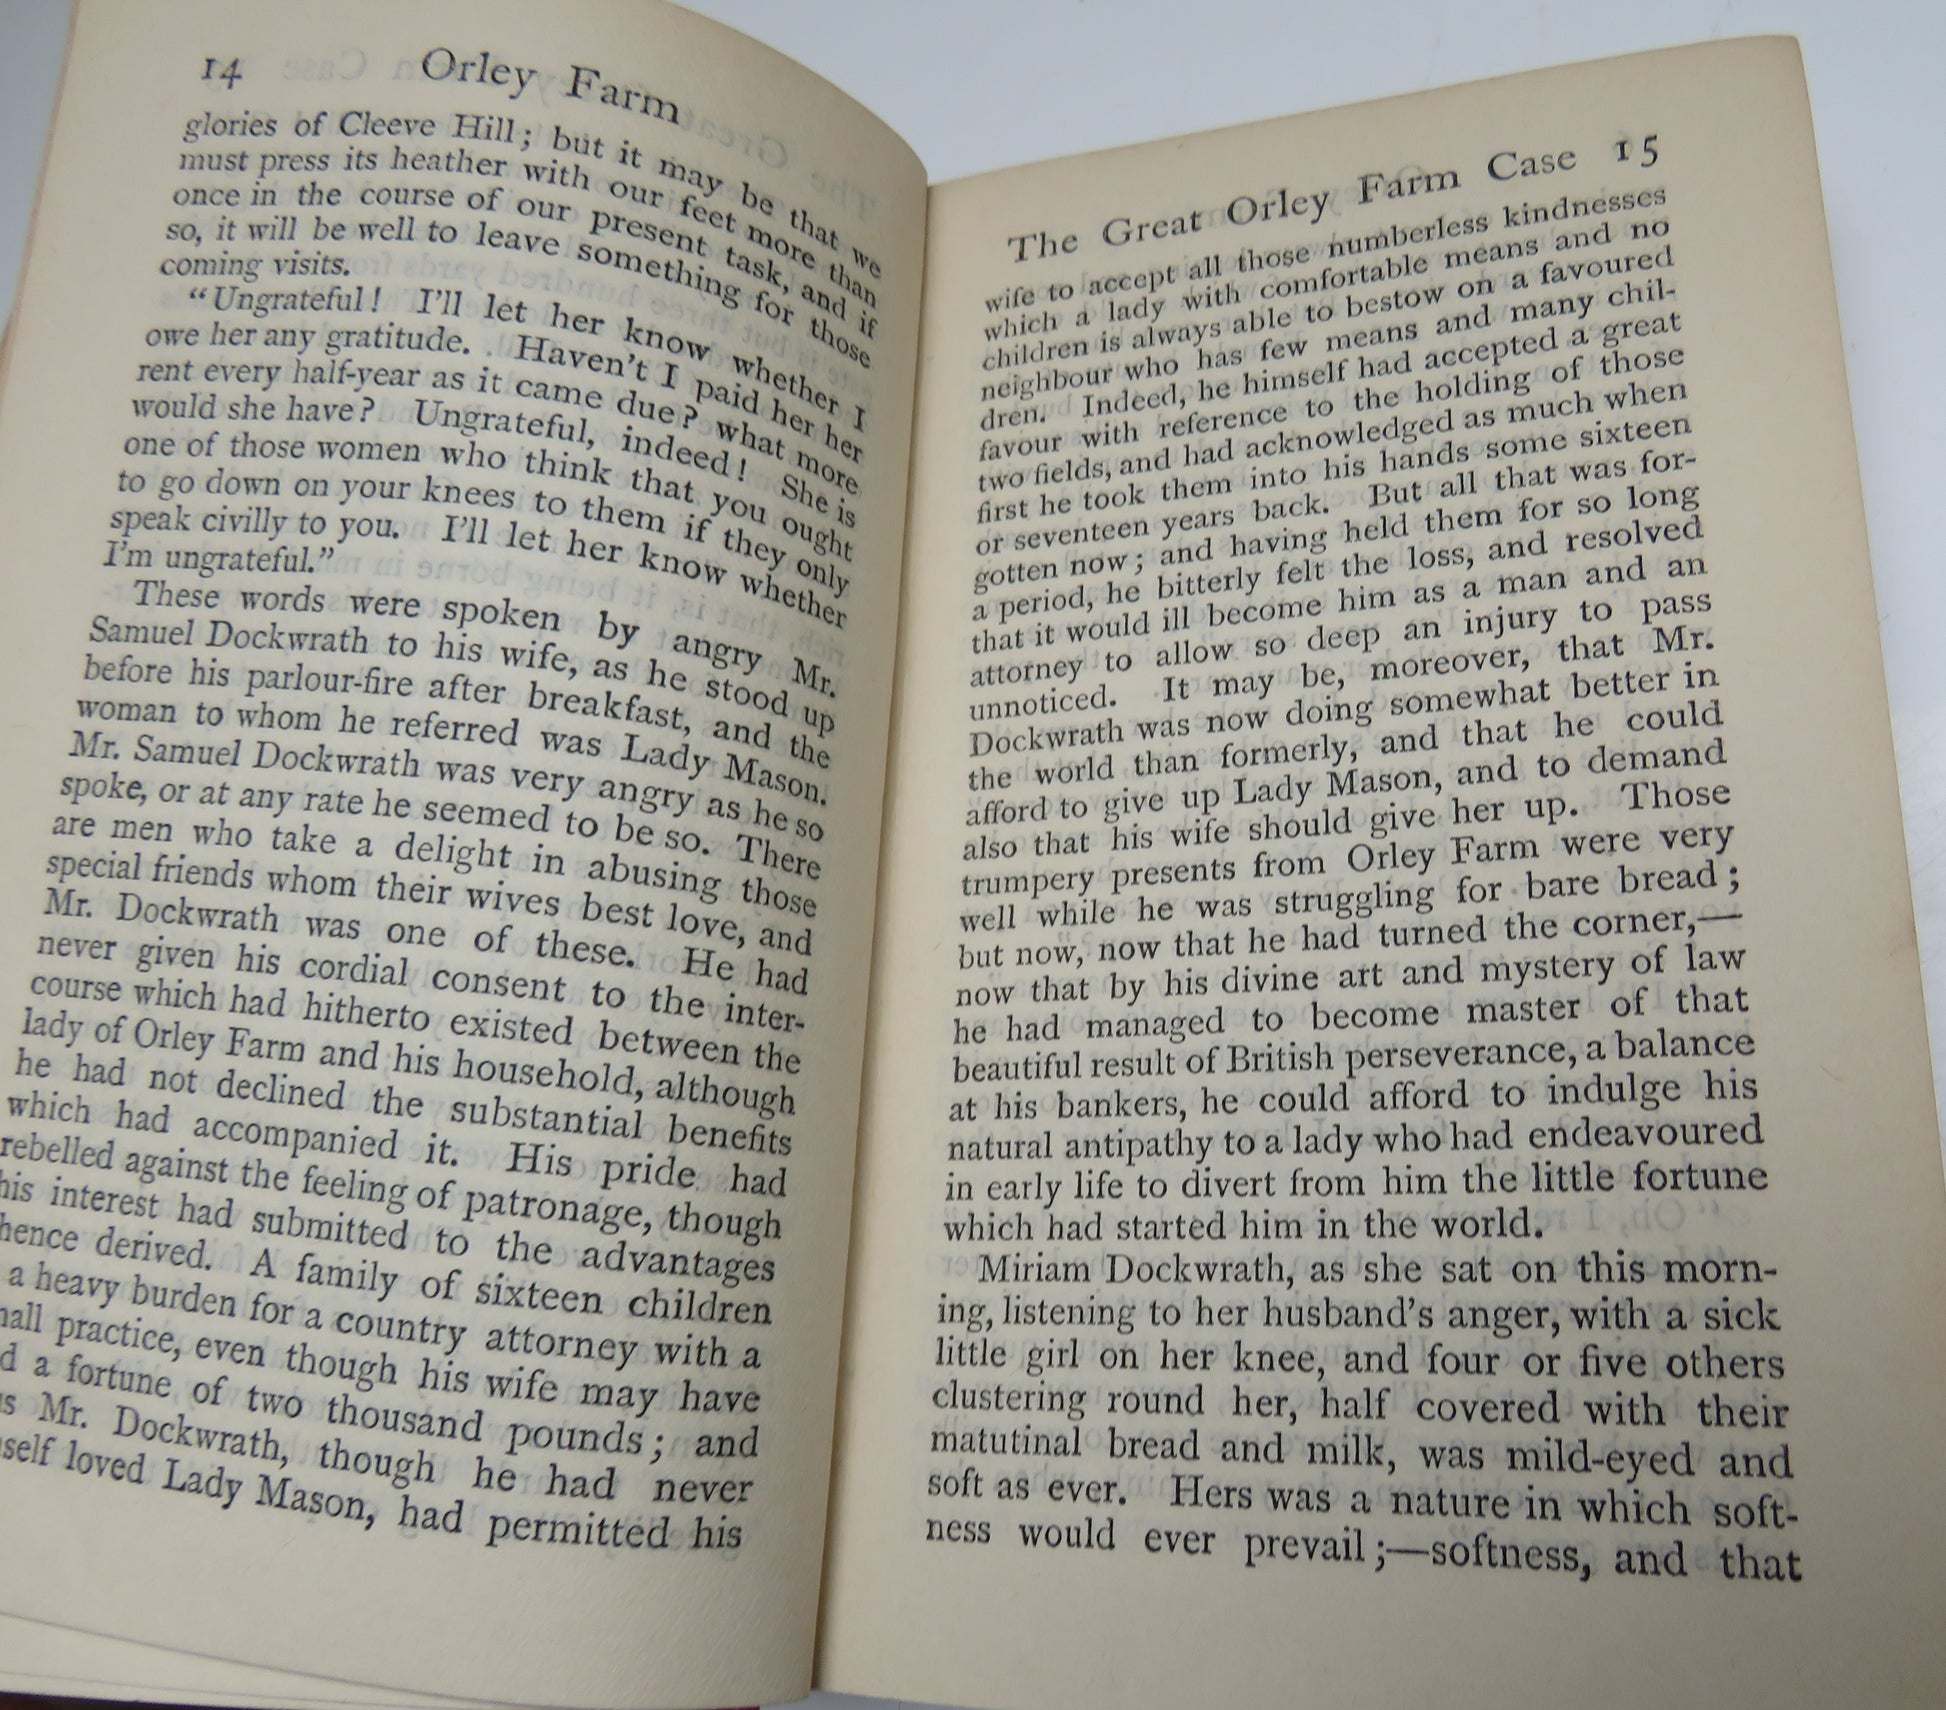 14 Orley Farm
glories of Cleeve Hill; but it may be that we
must press its heather with our feet more than
once in the course of our present task, and if
so, it will be well to leave something for those
coming visits.
"Ungrateful! I'll let her know whether I
owe her any gratitude. Haven't I paid her her
rent every half-year as it came due? what more
would she have? Ungrateful, indeed! She is
one of those women who think that you ought
to go down on your knees to them if they only
speak civilly to you. I'll let her know whether
I'm ungrateful."
These words were spoken by angry Mr.
Samuel Dockwrath to his wife, as he stood up
before his parlour-fire after breakfast, and the
woman to whom he referred was Lady Mason.
Mr. Samuel Dockwrath was very angry as he so
spoke, or at any rate he seemed to be so. There
are men who take a delight in abusing those
special friends whom their wives best love, and
Mr. Dockwrath was one of these. He had
never given his cordial consent to the inter-
course which had hitherto existed between the
lady of Orley Farm and his household, although
he had not declined the substantial benefits
which had accompanied it. His pride had
rebelled against the feeling of patronage, though
his interest had submitted to the advantages
hence derived. A family of sixteen children
a heavy burden for a country attorney with a
practice, even though his wife may have
a fortune of two thousand pounds; and
Mr. Dockwrath, though he had never
loved Lady Mason, had permitted his
The Great Orley Farm Case 15
wife to accept all those numberless kindnesses
which a lady with comfortable means and no
children is always able to bestow on a favoured
neighbour who has few means and many chil-
dren. Indeed, he himself had accepted a great
favour with reference to the holding of those
two fields, and had acknowledged as much when
first he took them into his hands some sixteen
or seventeen years back. But all that was for-
gotten now; and having held them for so long
a period, he bitterly felt the loss, and resolved
that it would ill become him as a man and an
attorney to allow so deep an injury to pass
unnoticed. It may be, moreover, that Mr.
Dockwrath was now doing somewhat better in
the world than formerly, and that he could
afford to give up Lady Mason, and to demand
also that his wife should give her up. Those
trumpery presents from Orley Farm were very
well while he was struggling for bare bread;
but now, now that he had turned the corner,—
now that by his divine art and mystery of law
he had managed to become master of that
beautiful result of British perseverance, a balance
at his bankers, he could afford to indulge his
natural antipathy to a lady who had endeavoured
in early life to divert from him the little fortune
which had started him in the world.
Miriam Dockwrath, as she sat on this morn-
ing, listening to her husband's anger, with a sick
little girl on her knee, and four or five others
clustering round her, half covered with their
matutinal bread and milk, was mild-eyed and
soft as ever. Hers was a nature in which soft-
ness would ever prevail;—softness, and that